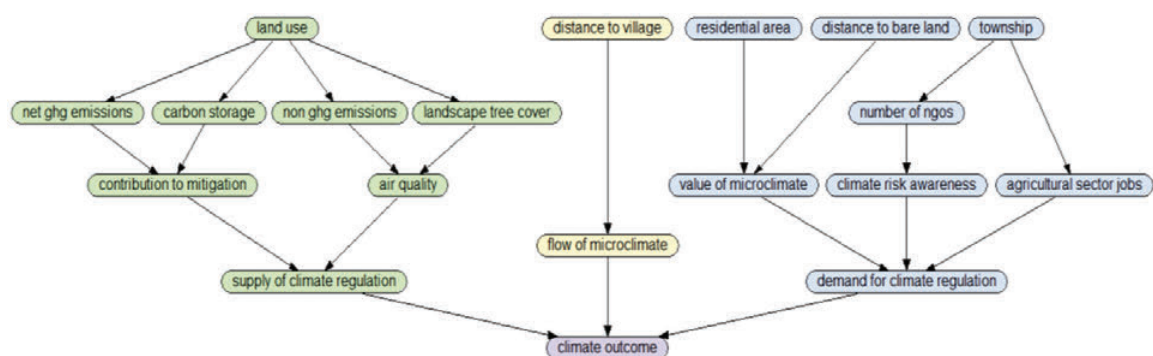 land use
distance to village
residential area
distance to bare land
township
net ghg emissions
carbon storage
non ghg emissions
landscape tree cover
number of ngos
contribution to mitigation
air quality
value of microclimate
climate risk awareness
agricultural sector jobs
flow of microclimate
supply of climate regulation
demand for climate regulation
climate outcome